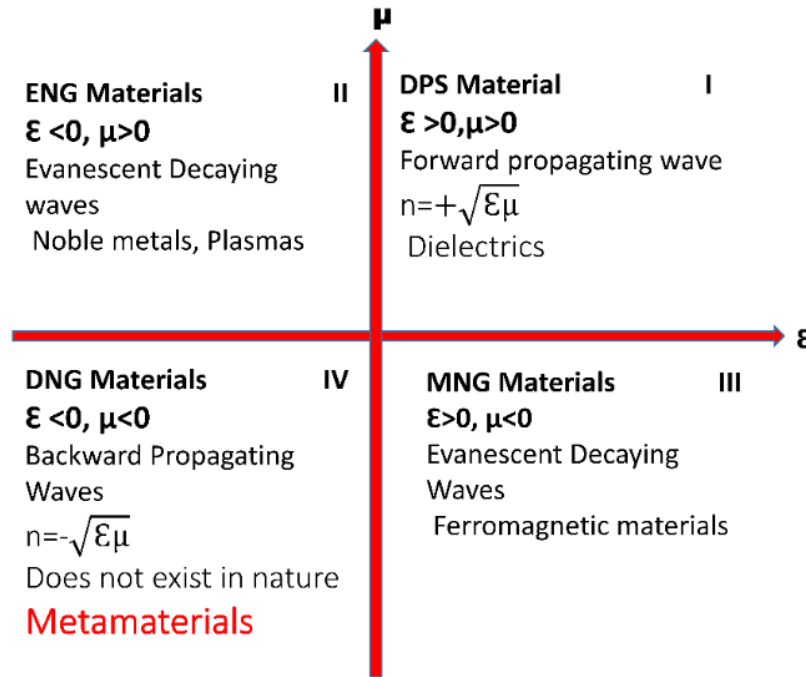 μ
ENG Materials II
Ɛ <0, μ>0
Evanescent Decaying
waves
Noble metals, Plasmas
DPS Material I
Ɛ >0,μ>0
Forward propagating wave
n=+√Ɛμ
Dielectrics
Ɛ
DNG Materials IV
Ɛ <0, μ<0
Backward Propagating
Waves
n=-√Ɛμ
Does not exist in nature
Metamaterials
MNG Materials III
Ɛ>0, μ<0
Evanescent Decaying
Waves
Ferromagnetic materials